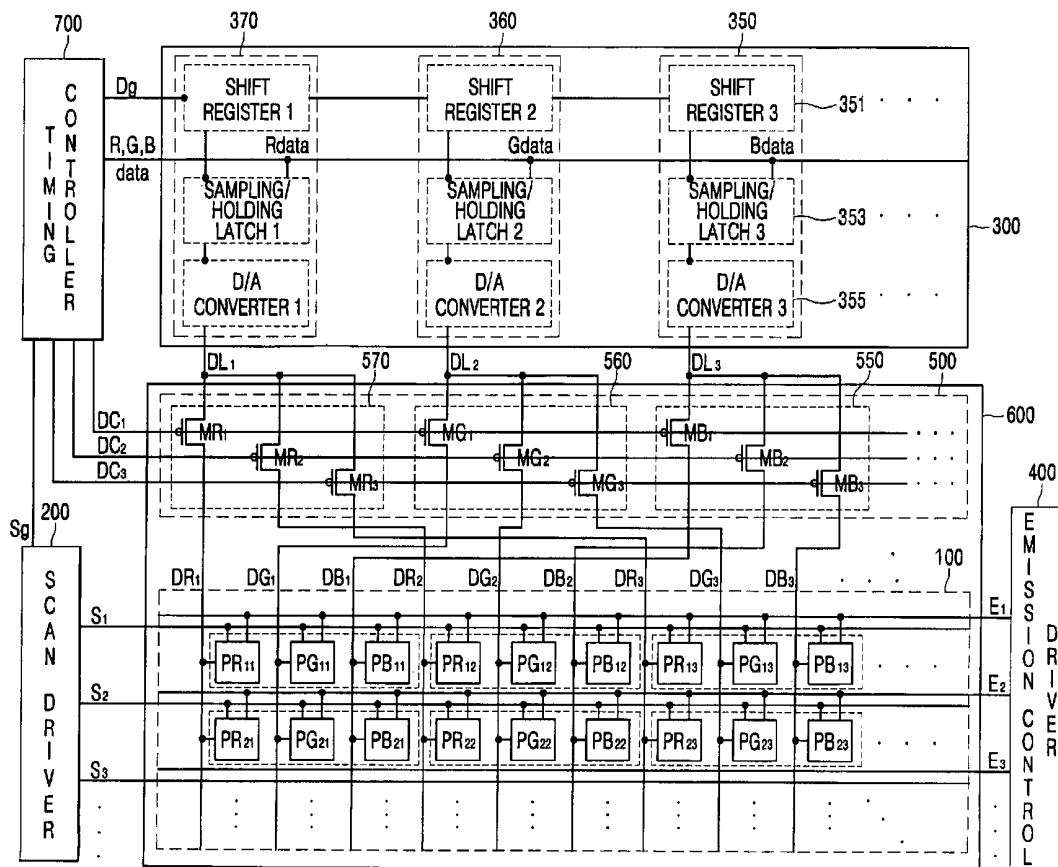 700
370
360
350
TIMING CONTROLLER
Dg
SHIFT REGISTER 1
SHIFT REGISTER 2
SHIFT REGISTER 3
351
. . .
R,G,B data
Rdata
Gdata
Bdata
SAMPLING/ HOLDING LATCH 1
SAMPLING/ HOLDING LATCH 2
SAMPLING/ HOLDING LATCH 3
353
. . .
300
D/A CONVERTER 1
D/A CONVERTER 2
D/A CONVERTER 3
355
. . .
DL1
570
DL2
560
DL3
550
500
600
DC1
MR1
MG1
. . .
DC2
MR2
MG2
MB2
. . .
DC3
MR3
MG3
MB3
. . .
Sg
200
400
SCAN DRIVER
EMISSION CONTROL DRIVER
DR1
DG1
DB1
DR2
DG2
DB2
DR3
DG3
DB3
100
S1
E1
PR11
PG11
PB11
PR12
PG12
PB12
PR13
PG13
PB13
. . . .
S2
E2
PR21
PG21
PB21
PR22
PG22
PB22
PR23
PG23
PB23
. . . .
S3
E3